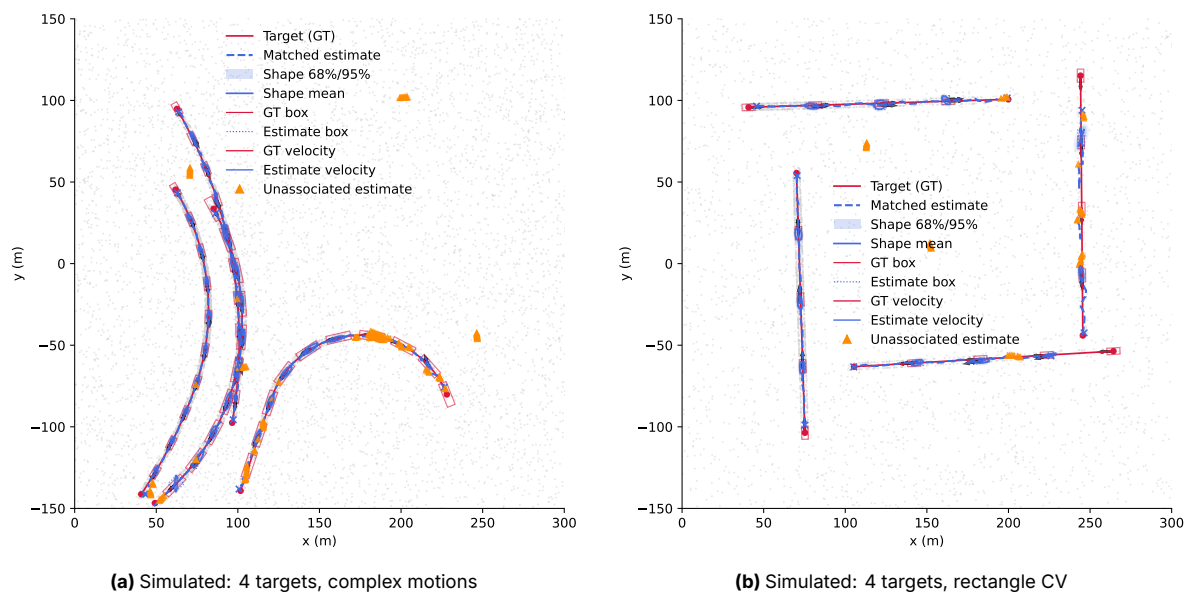 150
100
50
0
−50
−100
−150
y (m)
0
50
100
150
200
250
300
x (m)
Target (GT)
Matched estimate
Shape 68%/95%
Shape mean
GT box
Estimate box
GT velocity
Estimate velocity
Unassociated estimate
(a) Simulated: 4 targets, complex motions
150
100
50
0
−50
−100
−150
y (m)
0
50
100
150
200
250
300
x (m)
Target (GT)
Matched estimate
Shape 68%/95%
Shape mean
GT box
Estimate box
GT velocity
Estimate velocity
Unassociated estimate
(b) Simulated: 4 targets, rectangle CV